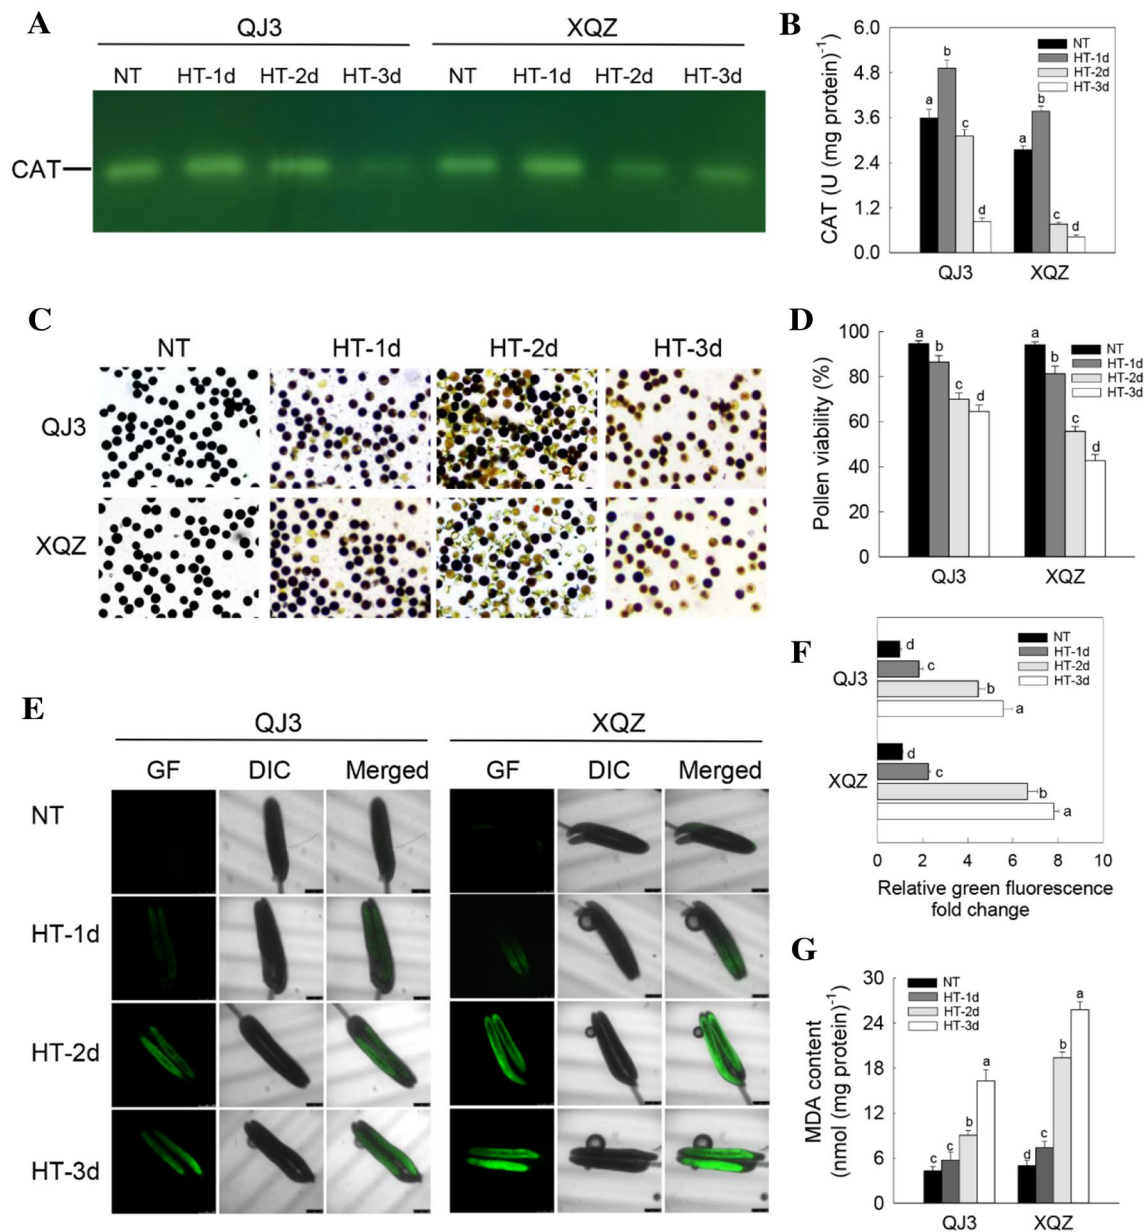 A
QJ3 XQZ
NT HT-1d HT-2d HT-3d NT HT-1d HT-2d HT-3d
CAT
B
CAT (U (mg protein)⁻¹)
6.0
4.8
3.6
2.4
1.2
0.0
NT
HT-1d
HT-2d
HT-3d
a b c d a b c d
QJ3 XQZ
C
NT HT-1d HT-2d HT-3d
QJ3
XQZ
D
Pollen viability (%)
100
80
60
40
20
0
NT
HT-1d
HT-2d
HT-3d
a b c d a b c d
QJ3 XQZ
E
QJ3 XQZ
GF DIC Merged GF DIC Merged
NT
HT-1d
HT-2d
HT-3d
F
NT
HT-1d
HT-2d
HT-3d
QJ3
d
c
b
a
XQZ
d
c
b
a
0 2 4 6 8 10
Relative green fluorescence
fold change
G
MDA content
(nmol (mg protein)⁻¹)
30
24
18
12
6
0
NT
HT-1d
HT-2d
HT-3d
c c b a d c b a
QJ3 XQZ